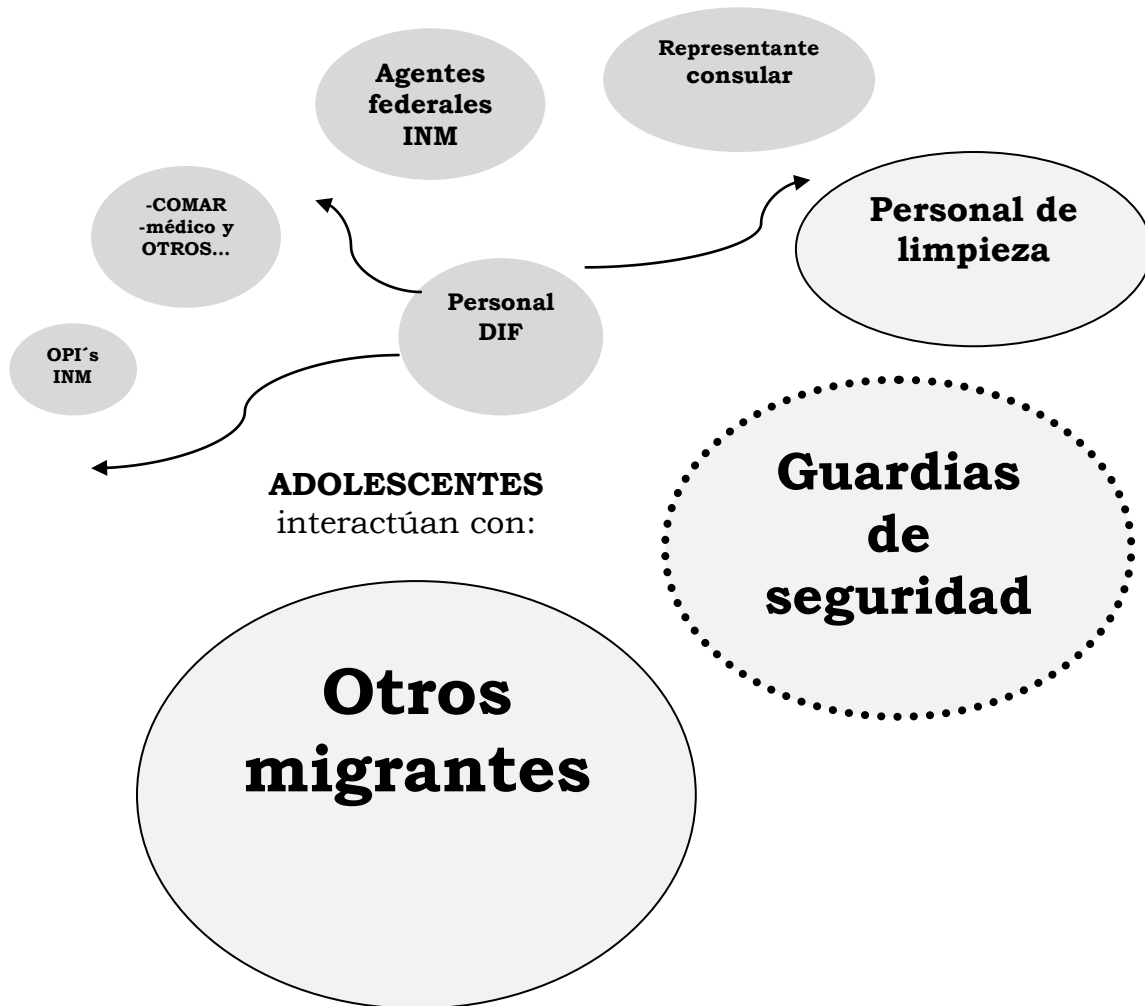 Representante
consular
Agentes
federales
INM
-COMAR
-médico y
OTROS...
Personal de
limpieza
Personal
DIF
OPI´s
INM
ADOLESCENTES
interactúan con:
Guardias
de
seguridad
Otros
migrantes